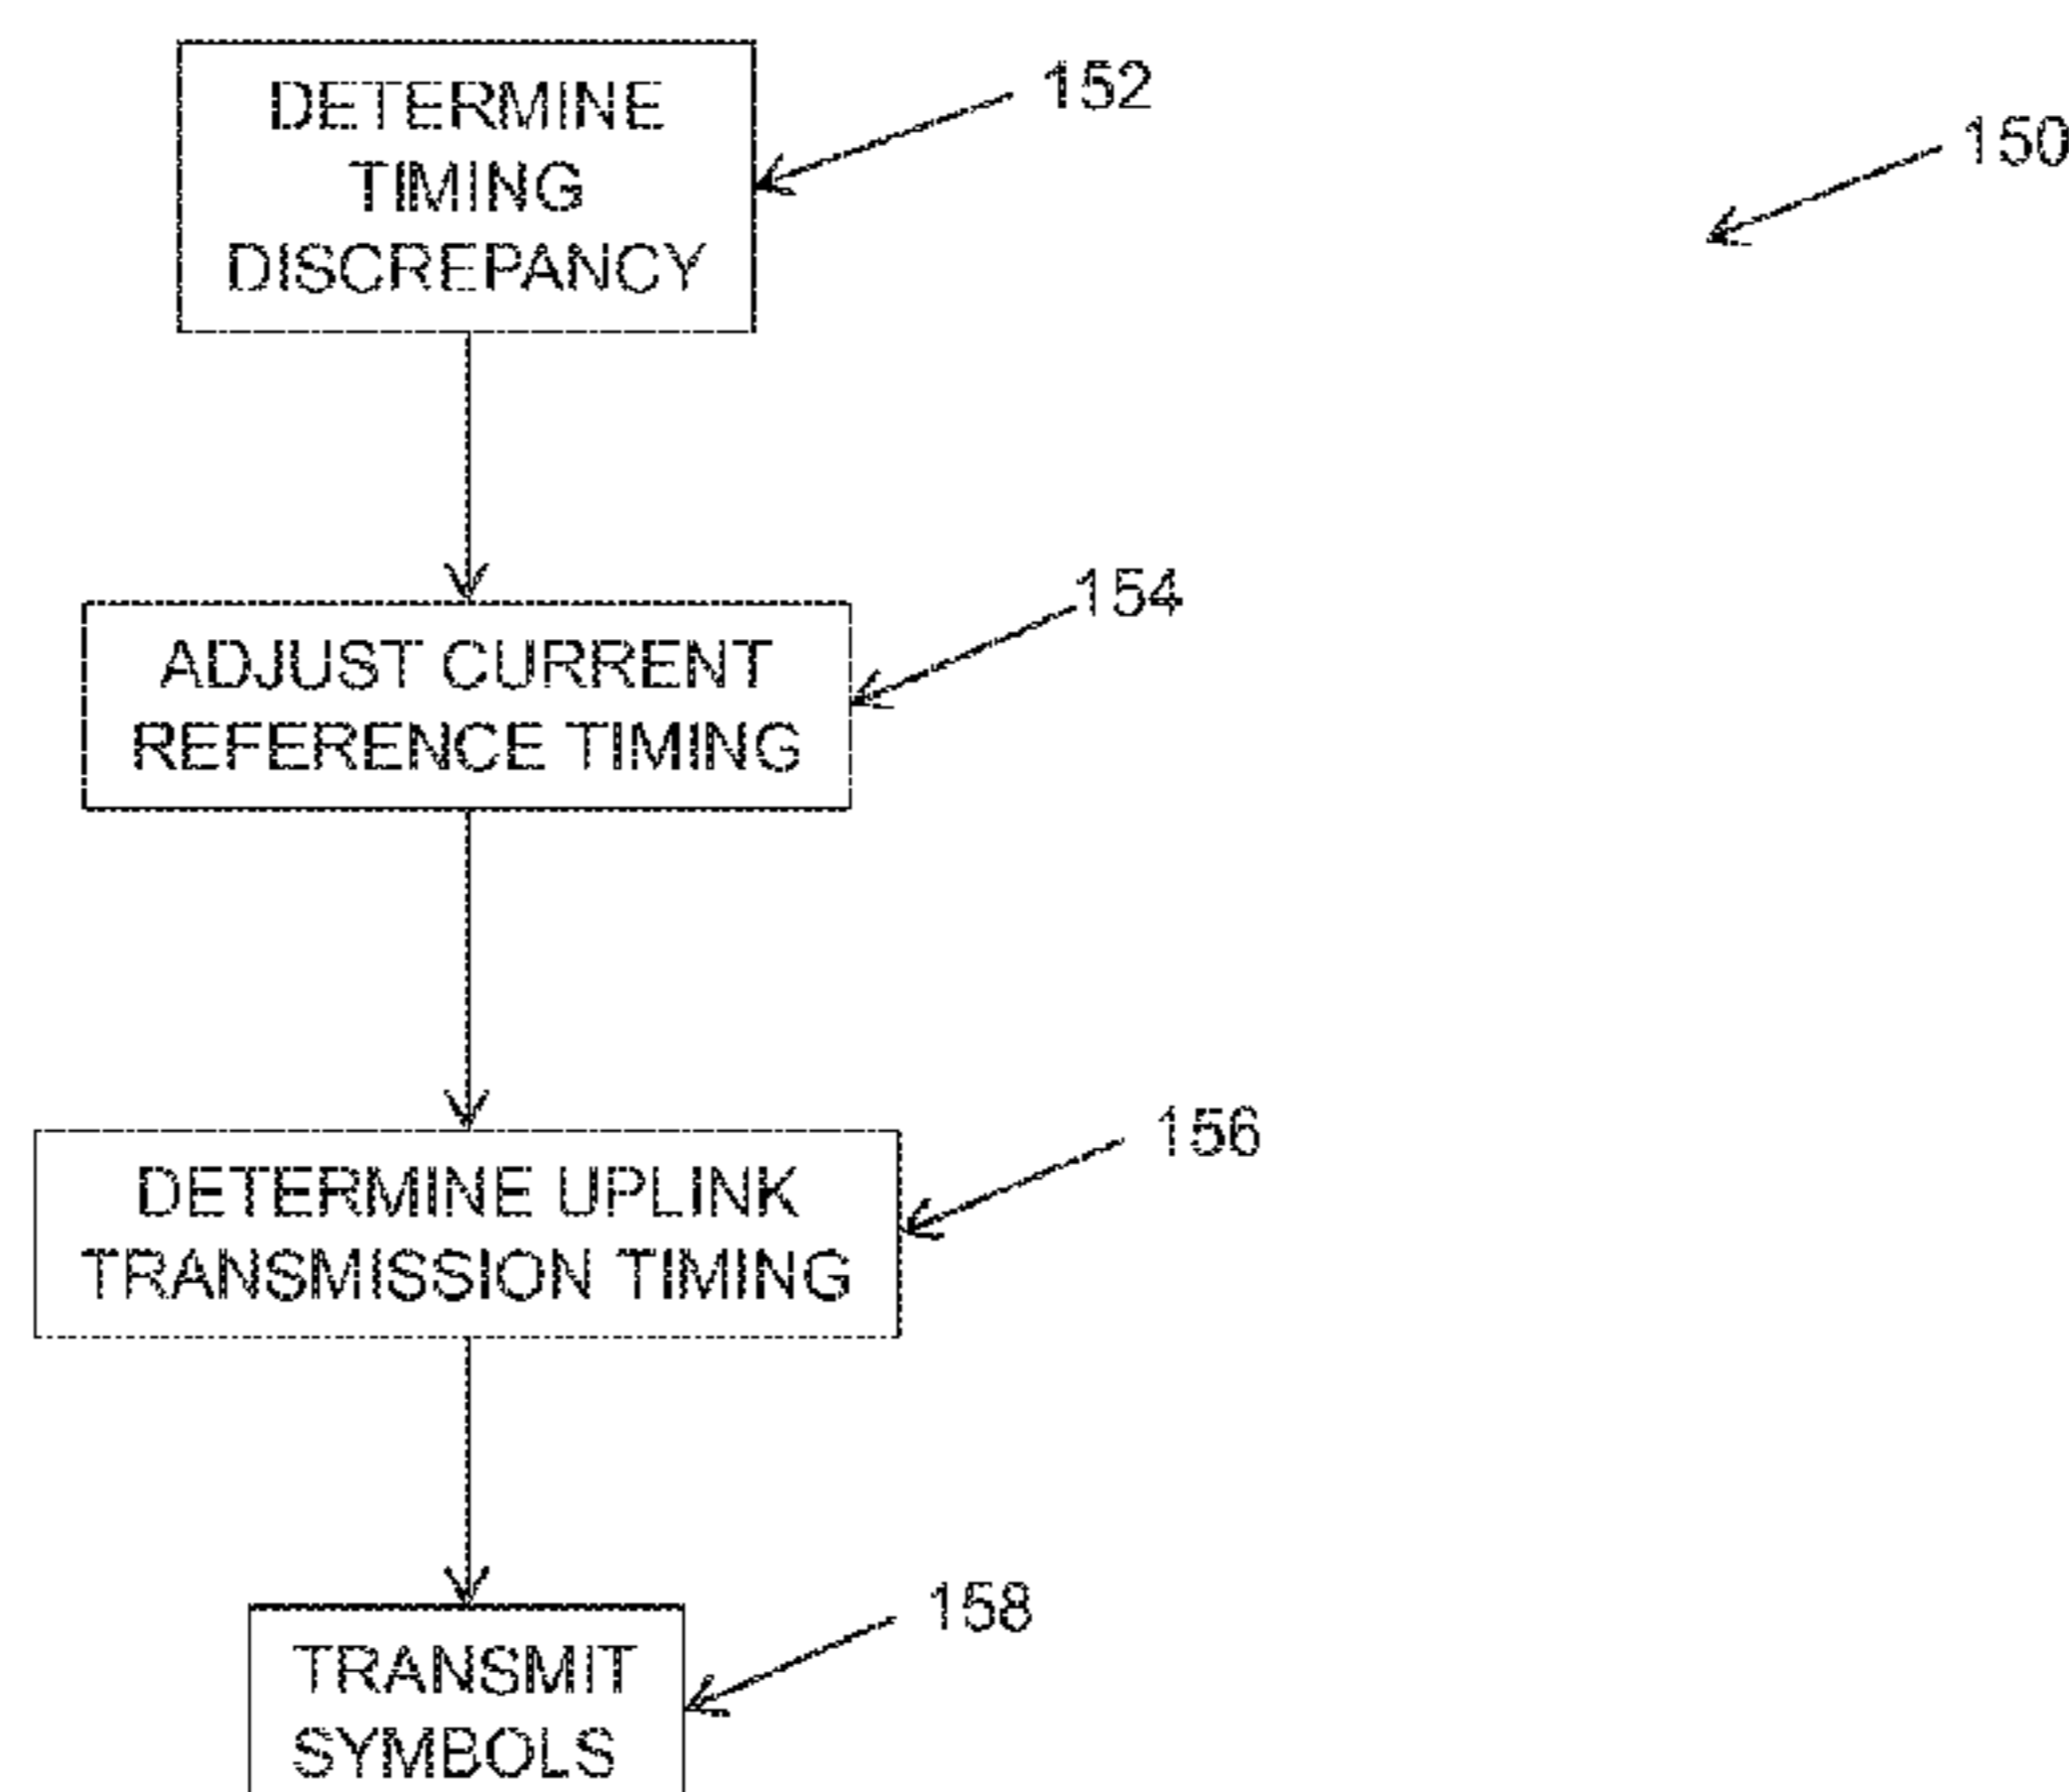 DETERMINE
TIMING
DISCREPANCY
152
150
ADJUST CURRENT
REFERENCE TIMING
154
DETERMINE UPLINK
TRANSMISSION TIMING
156
TRANSMIT
SYMBOLS
158